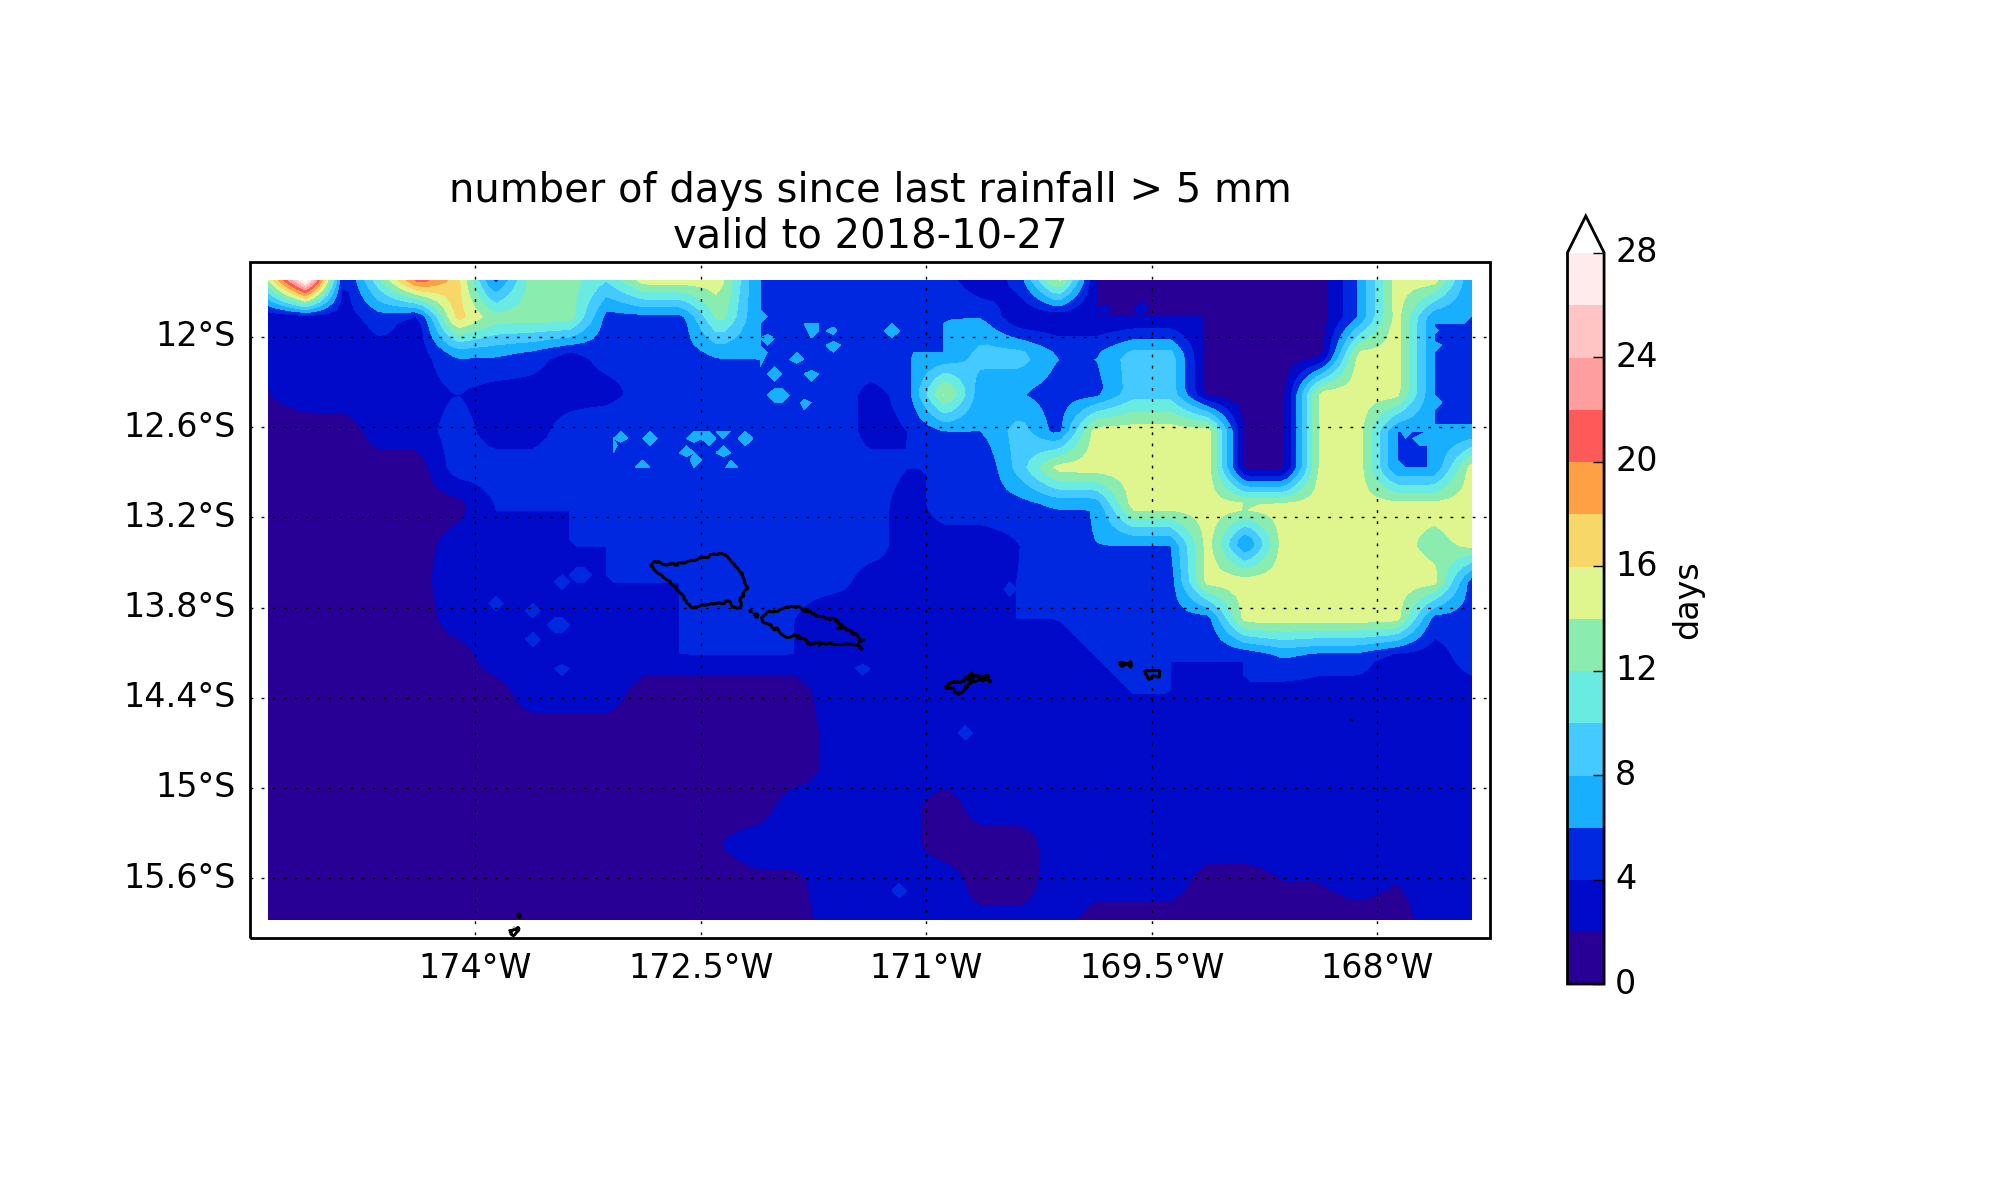 number of days since last rainfall > 5 mm
valid to 2018-10-27
12°S
12.6°S
13.2°S
13.8°S
14.4°S
15°S
15.6°S
174°W
172.5°W
171°W
169.5°W
168°W
28
24
20
16
12
8
4
0
days